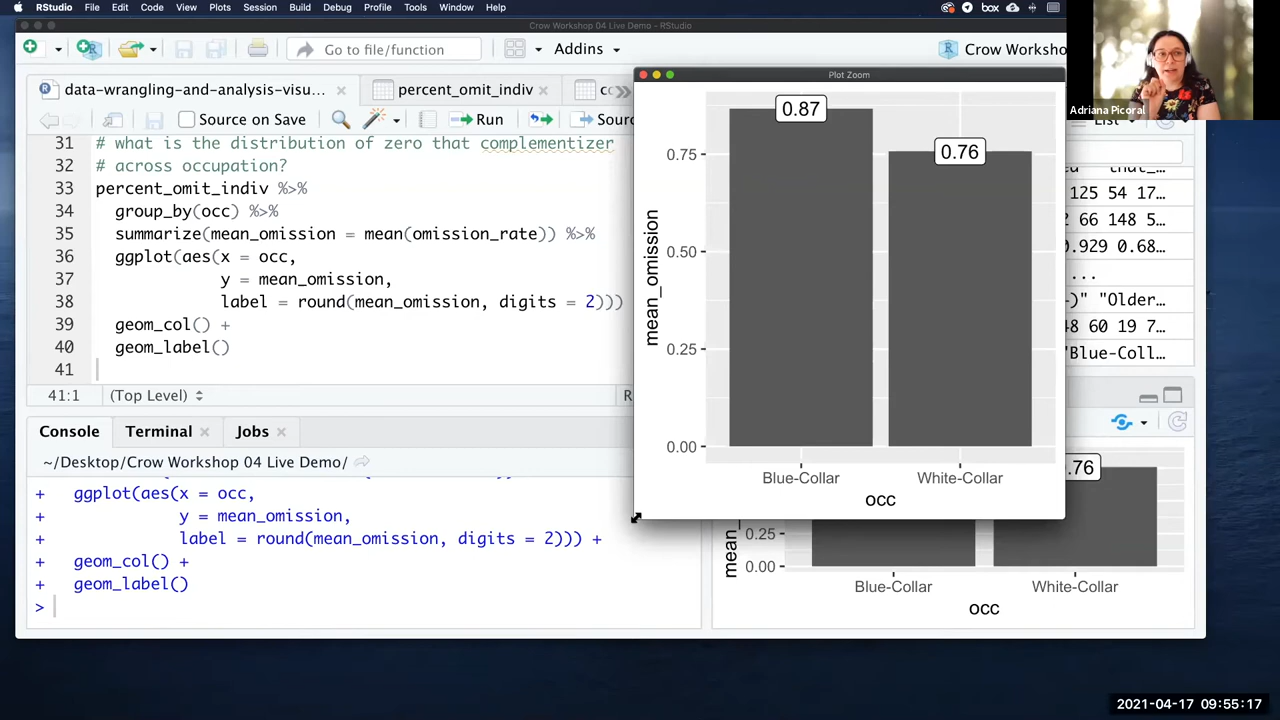 RStudio File Edit Code View Plots Session Build Debug Profile Tools Window Help
box
Crow Workshop 04 Live Demo - RStudio
Go to file/function
Addins
Crow Worksho
data-wrangling-and-analysis-visu...
percent_omit_indiv
Source on Save
Run
Sourc
31 # what is the distribution of zero that complementizer
32 # across occupation?
33 percent_omit_indiv %>%
34 group_by(occ) %>%
35 summarize(mean_omission = mean(omission_rate)) %>%
36 ggplot(aes(x = occ,
37 y = mean_omission,
38 label = round(mean_omission, digits = 2)))
39 geom_col() +
40 geom_label()
41
41:1 (Top Level)
R
Console Terminal Jobs
~/Desktop/Crow Workshop 04 Live Demo/
+ ggplot(aes(x = occ,
+ y = mean_omission,
+ label = round(mean_omission, digits = 2))) +
+ geom_col() +
+ geom_label()
>
Plot Zoom
0.87
0.76
0.75
0.50
0.25
0.00
mean_omission
Blue-Collar White-Collar
occ
Adriana Picoral
List
125 54 17...
2 66 148 5...
0.929 0.68...
...
-)" "Older...
48 60 19 7...
"Blue-Coll...
.76
0.25
0.00
mean_
Blue-Collar White-Collar
occ
2021-04-17 09:55:17